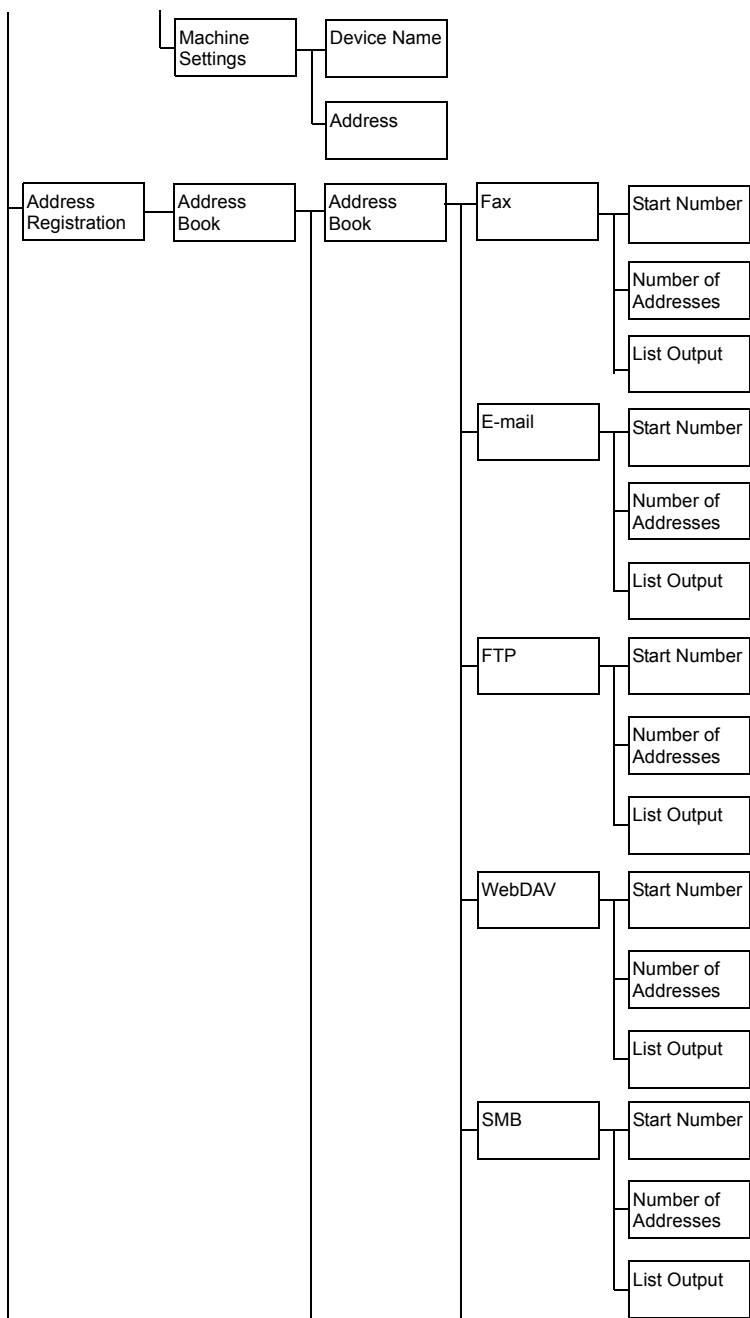 Machine
Settings
Device Name
Address
Address
Registration
Address
Book
Address
Book
Fax
Start Number
Number of
Addresses
List Output
E-mail
Start Number
Number of
Addresses
List Output
FTP
Start Number
Number of
Addresses
List Output
WebDAV
Start Number
Number of
Addresses
List Output
SMB
Start Number
Number of
Addresses
List Output